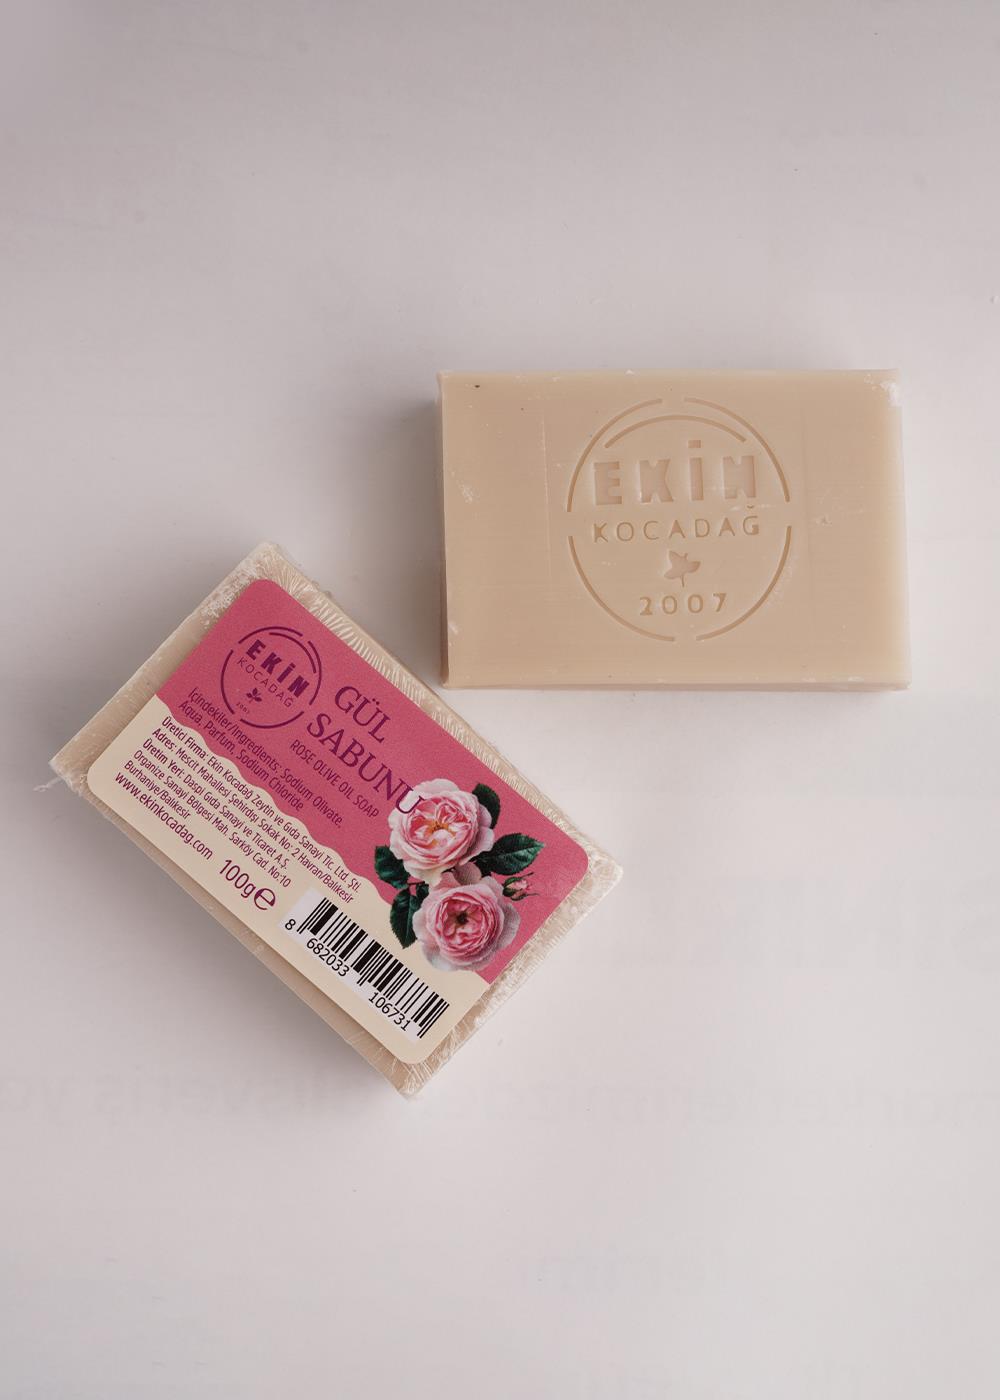 EKİN
KOCADAĞ
2007
EKİN
KOCADAĞ
2007
GÜL
SABUNU
ROSE OLIVE OIL SOAP
İçindekiler/Ingredients: Sodium Olivate,
Aqua, Parfum, Sodium Chloride
Üretici Firma: Ekin Kocadağ Zeytin ve Gıda Sanayi Tic. Ltd. Şti.
Adres: Mescit Mahallesi Şehirdışı Sokak No: 2 Havran/Balıkesir
Üretim Yeri: Daspi Gıda Sanayi ve Ticaret A.Ş.
Organize Sanayi Bölgesi Mah. Sarköy Cad. No:10
Burhaniye/Balıkesir
www.ekinkocadag.com
100g℮
8 682033 106731